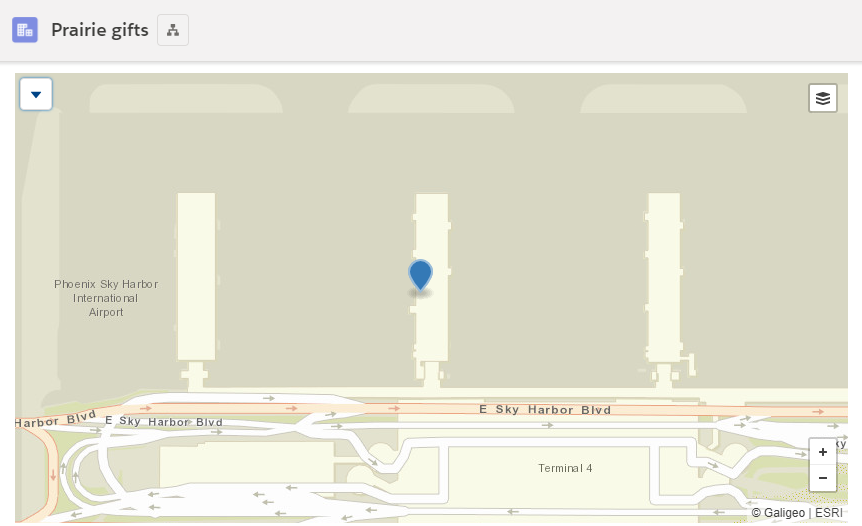 Prairie gifts
Phoenix Sky Harbor
International
Airport
E Sky Harbor Blvd
Harbor Blvd
E Sky Harbor Blvd
ky
Terminal 4
+
−
© Galigeo | ESRI